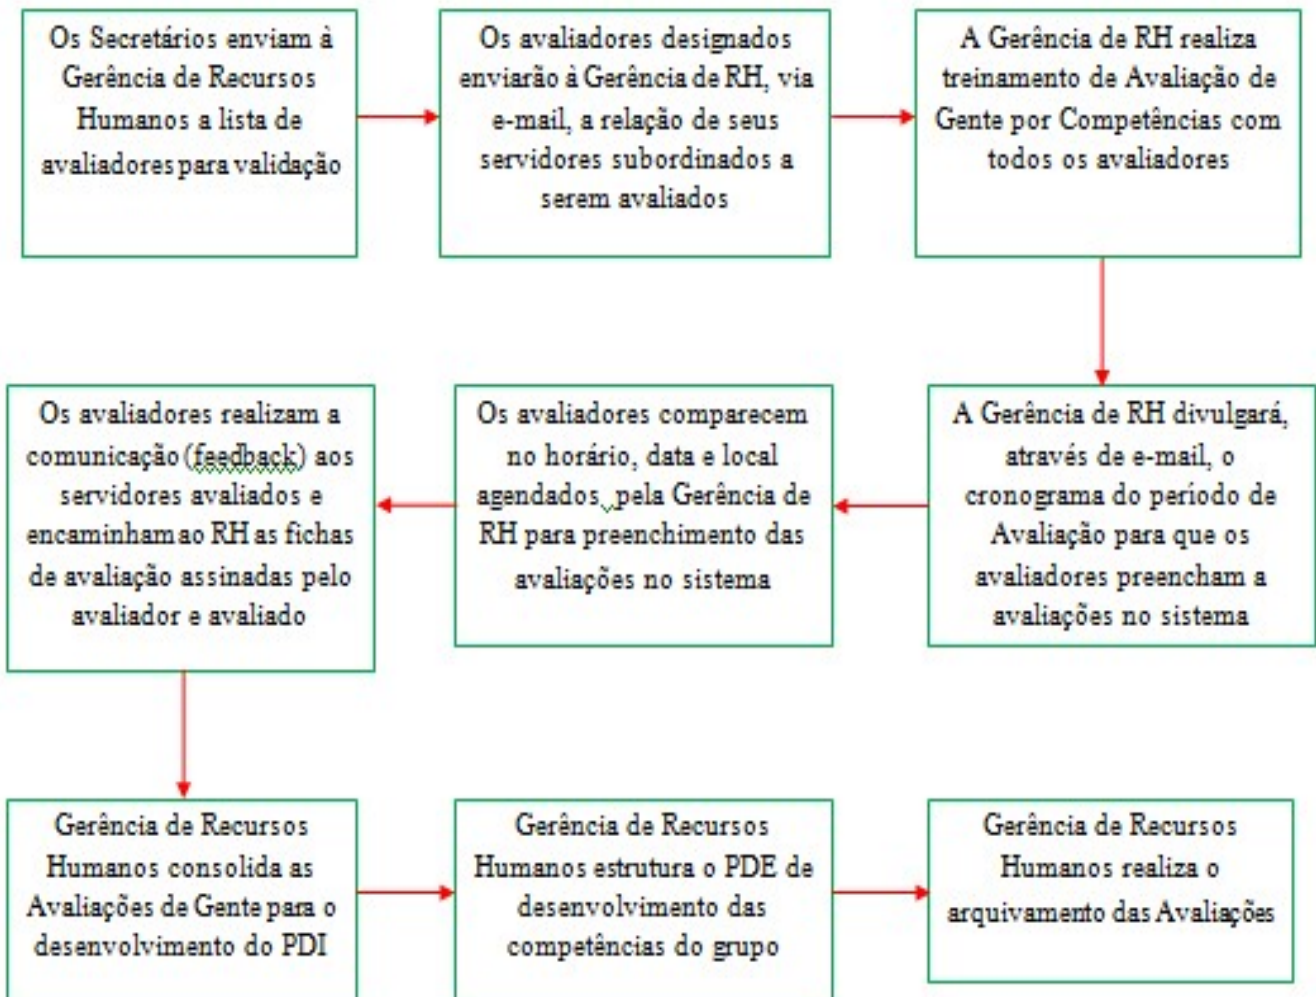 Os Secretários enviam à
Gerência de Recursos
Humanos a lista de
avaliadores para validação
Os avaliadores designados
enviarão à Gerência de RH, via
e-mail, a relação de seus
servidores subordinados a
serem avaliados
A Gerência de RH realiza
treinamento de Avaliação de
Gente por Competências com
todos os avaliadores
A Gerência de RH divulgará,
através de e-mail, o
cronograma do período de
Avaliação para que os
avaliadores preencham a
avaliações no sistema
Os avaliadores comparecem
no horário, data e local
agendados, pela Gerência de
RH para preenchimento das
avaliações no sistema
Os avaliadores realizam a
comunicação (feedback) aos
servidores avaliados e
encaminham ao RH as fichas
de avaliação assinadas pelo
avaliador e avaliado
Gerência de Recursos
Humanos consolida as
Avaliações de Gente para o
desenvolvimento do PDI
Gerência de Recursos
Humanos estrutura o PDE de
desenvolvimento das
competências do grupo
Gerência de Recursos
Humanos realiza o
arquivamento das Avaliações